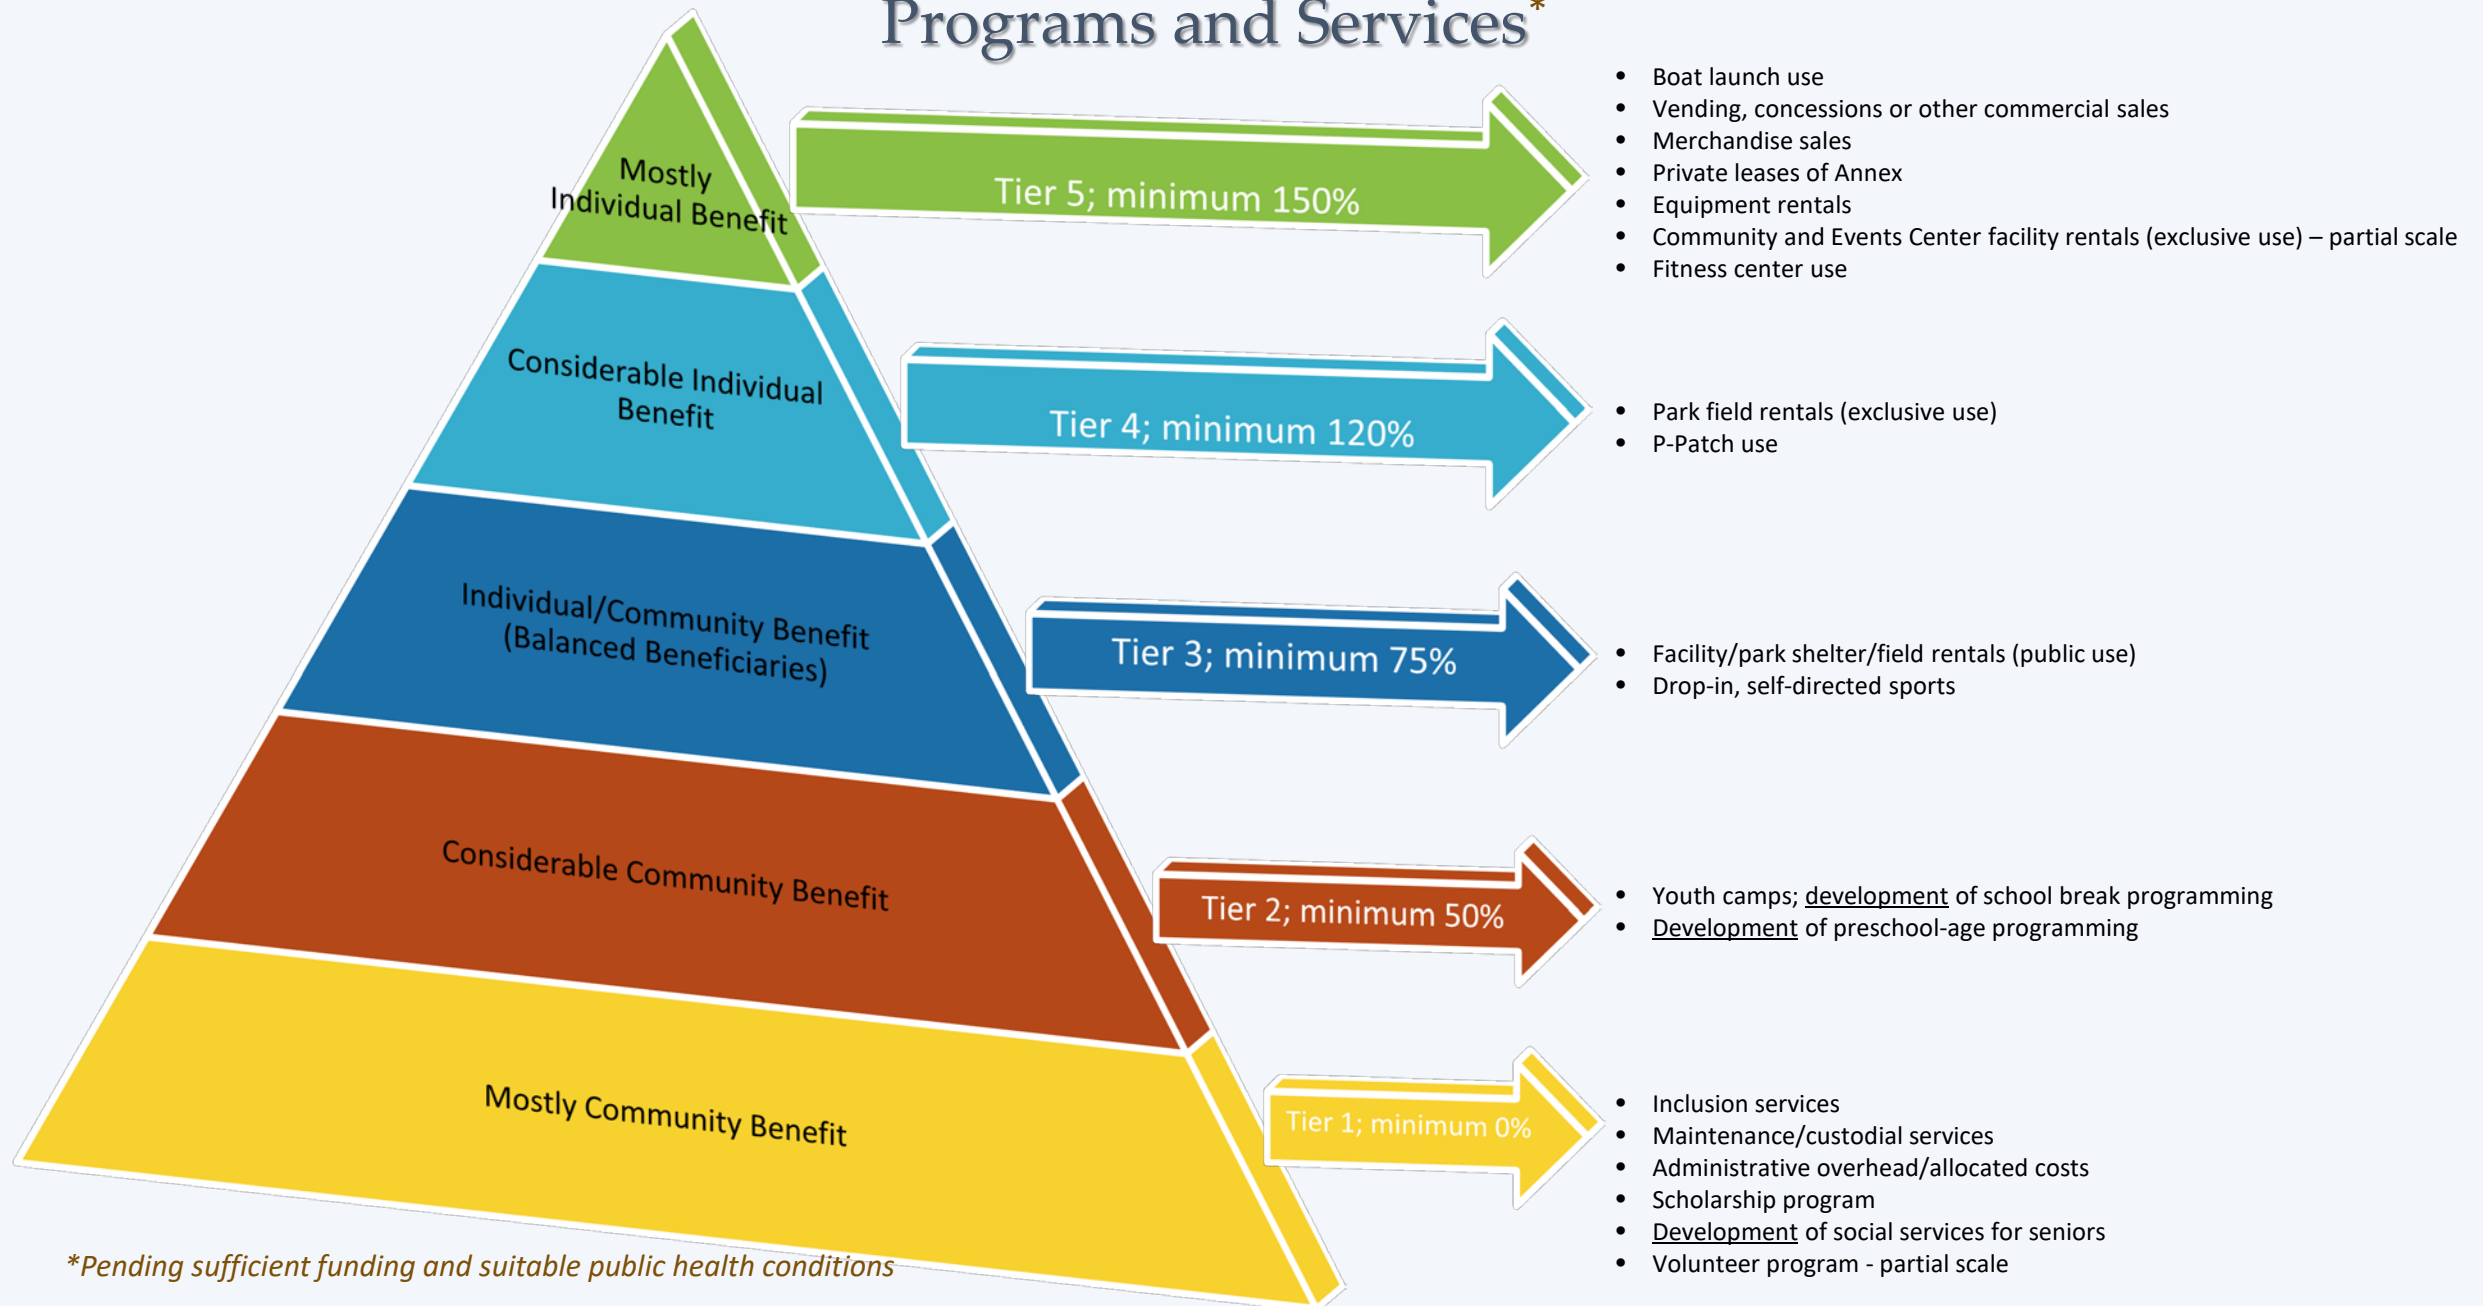 Programs and Services*
Mostly
Individual Benefit
Tier 5; minimum 150%
• Boat launch use
• Vending, concessions or other commercial sales
• Merchandise sales
• Private leases of Annex
• Equipment rentals
• Community and Events Center facility rentals (exclusive use) – partial scale
• Fitness center use
Considerable Individual
Benefit
Tier 4; minimum 120%
• Park field rentals (exclusive use)
• P-Patch use
Individual/Community Benefit
(Balanced Beneficiaries)
Tier 3; minimum 75%
• Facility/park shelter/field rentals (public use)
• Drop-in, self-directed sports
Considerable Community Benefit
Tier 2; minimum 50%
• Youth camps; development of school break programming
• Development of preschool-age programming
Mostly Community Benefit
Tier 1; minimum 0%
• Inclusion services
• Maintenance/custodial services
• Administrative overhead/allocated costs
• Scholarship program
• Development of social services for seniors
• Volunteer program - partial scale
*Pending sufficient funding and suitable public health conditions